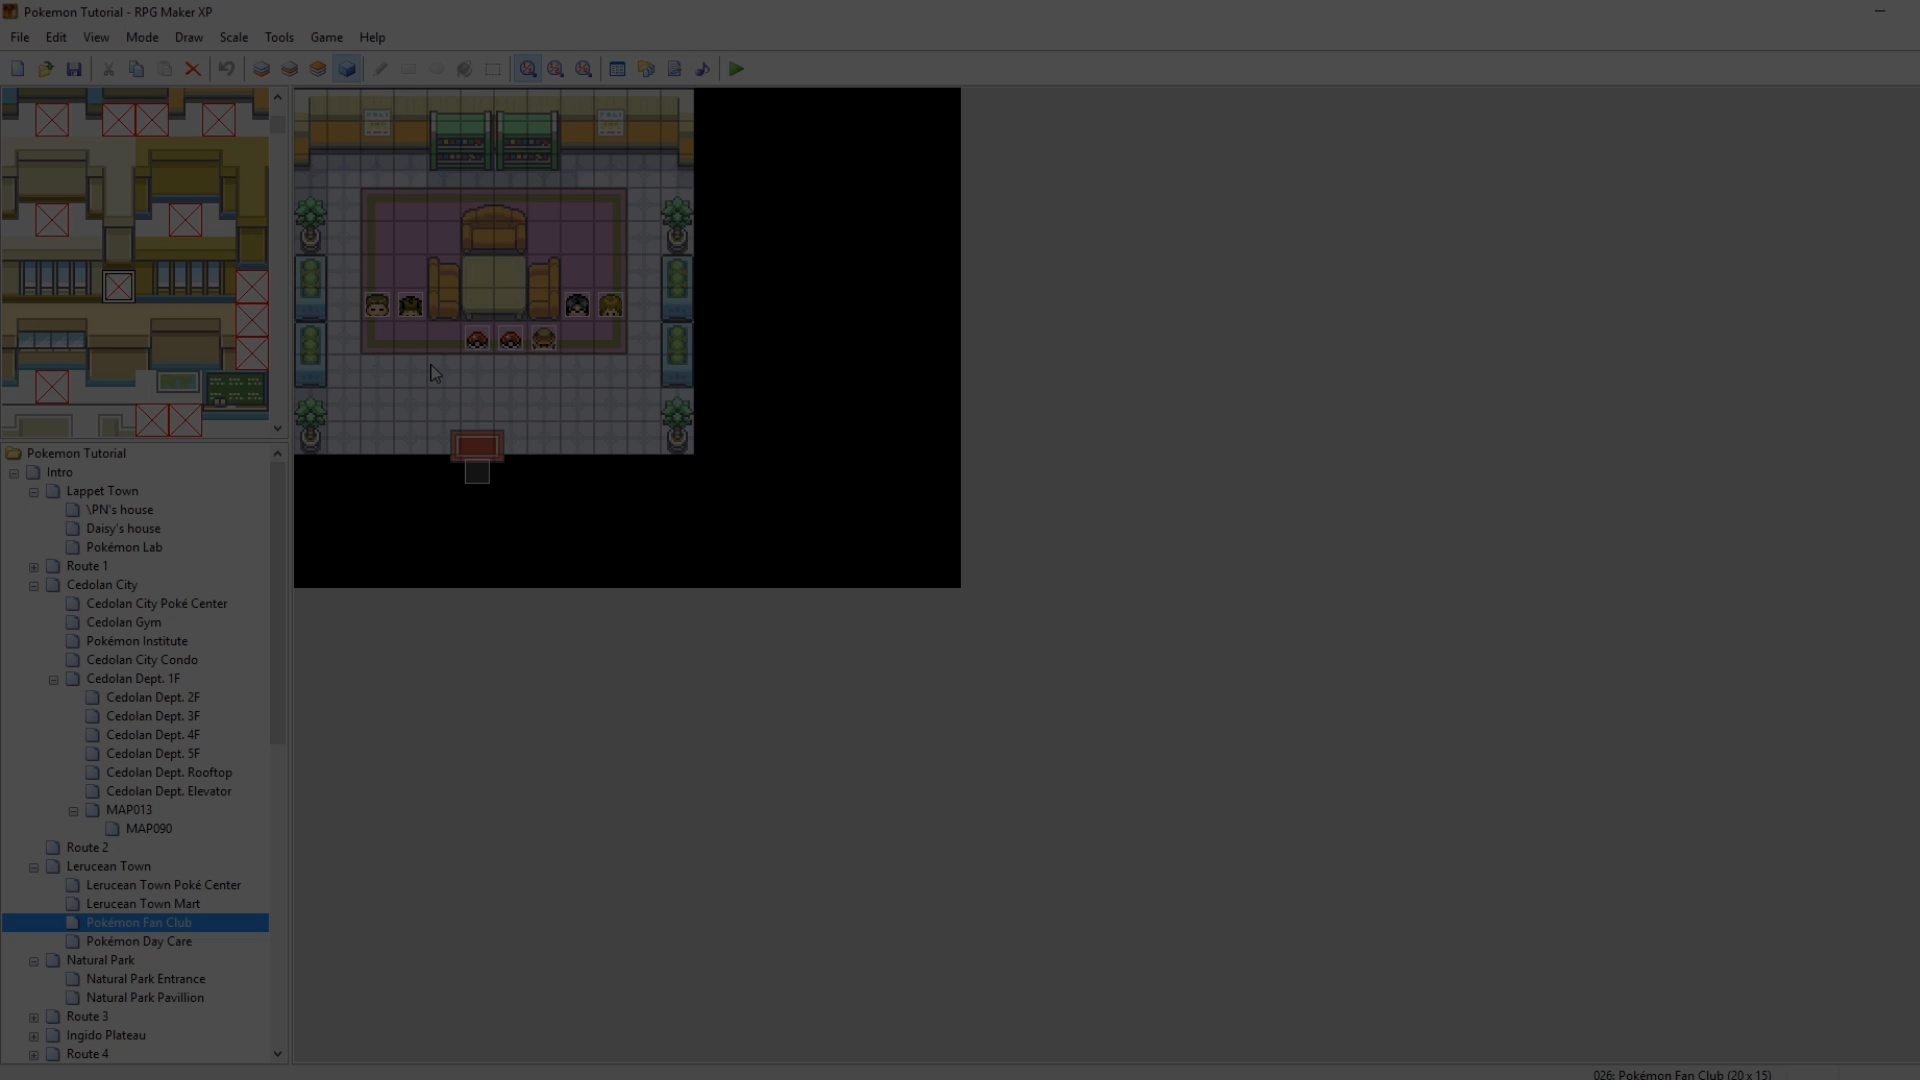 Pokemon Tutorial - RPG Maker XP
File Edit View Mode Draw Scale Tools Game Help
Pokemon Tutorial
Intro
Lappet Town
\PN's house
Daisy's house
Pokémon Lab
Route 1
Cedolan City
Cedolan City Poké Center
Cedolan Gym
Pokémon Institute
Cedolan City Condo
Cedolan Dept. 1F
Cedolan Dept. 2F
Cedolan Dept. 3F
Cedolan Dept. 4F
Cedolan Dept. 5F
Cedolan Dept. Rooftop
Cedolan Dept. Elevator
MAP013
MAP090
Route 2
Lerucean Town
Lerucean Town Poké Center
Lerucean Town Mart
Pokémon Fan Club
Pokémon Day Care
Natural Park
Natural Park Entrance
Natural Park Pavillion
Route 3
Ingido Plateau
Route 4
026: Pokémon Fan Club (20 x 15)